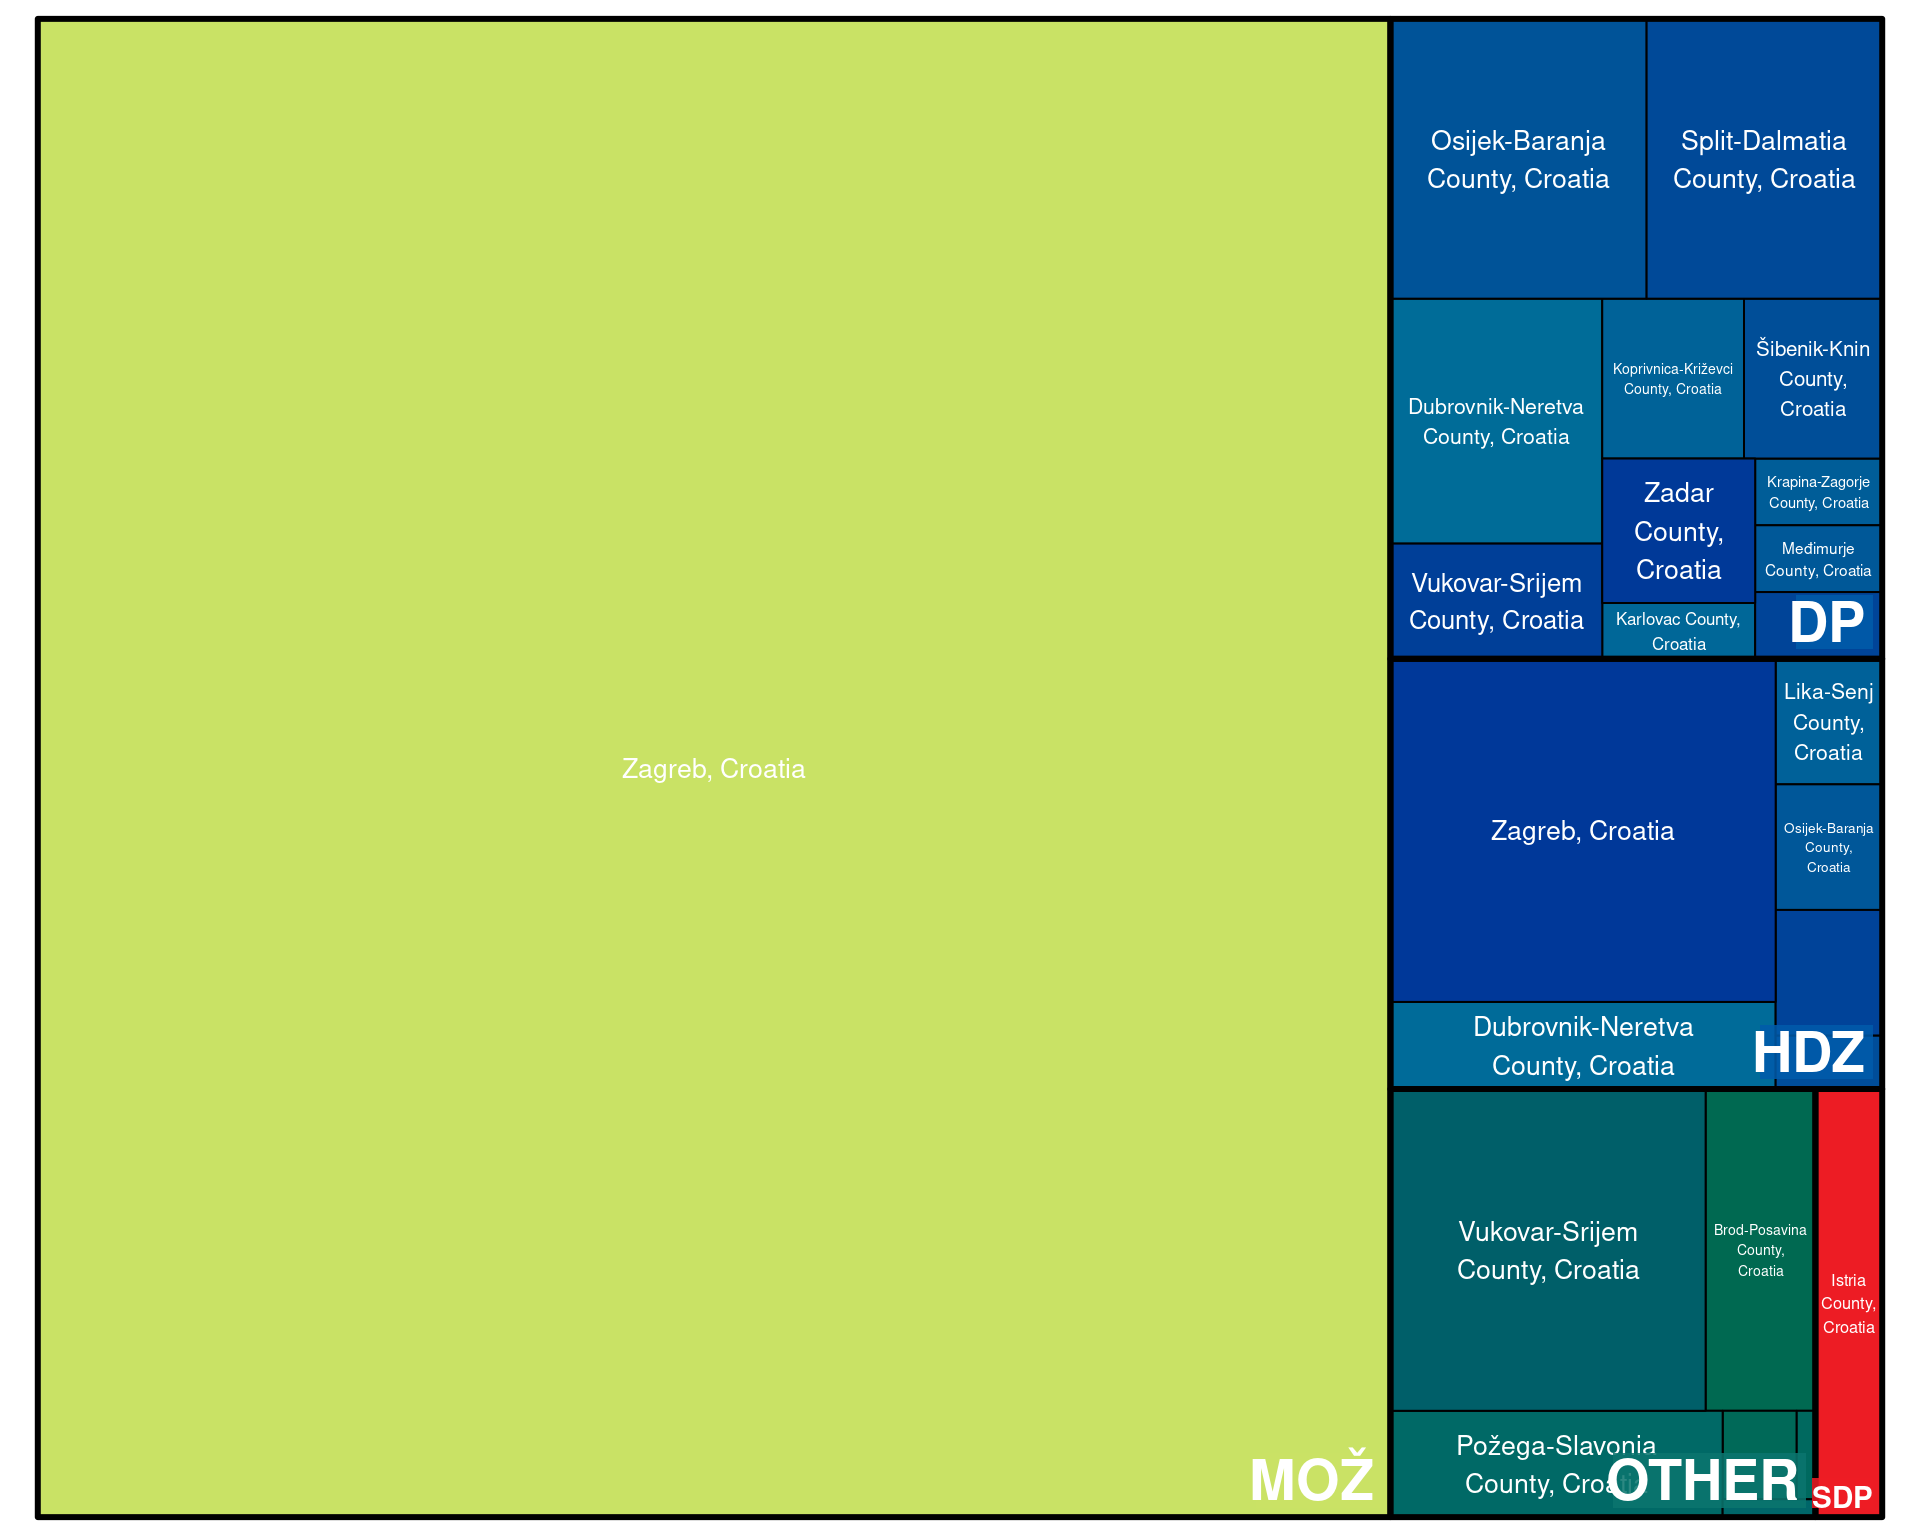 Zagreb, Croatia
MOŽ
Osijek-Baranja
County, Croatia
Split-Dalmatia
County, Croatia
Dubrovnik-Neretva
County, Croatia
Koprivnica-Križevci
County, Croatia
Šibenik-Knin
County,
Croatia
Vukovar-Srijem
County, Croatia
Zadar
County,
Croatia
Krapina-Zagorje
County, Croatia
Međimurje
County, Croatia
Karlovac County,
Croatia
DP
Zagreb, Croatia
Lika-Senj
County,
Croatia
Osijek-Baranja
County,
Croatia
Dubrovnik-Neretva
County, Croatia
HDZ
Vukovar-Srijem
County, Croatia
Brod-Posavina
County,
Croatia
Požega-Slavonia
County, Croatia
OTHER
Istria
County,
Croatia
SDP